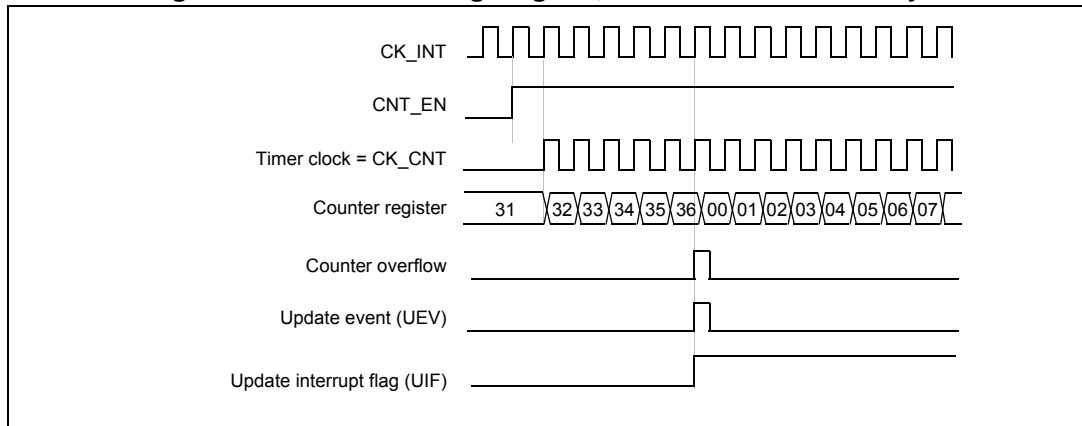 CK_INT
CNT_EN
Timer clock = CK_CNT
Counter register 31 32 33 34 35 36 00 01 02 03 04 05 06 07
Counter overflow
Update event (UEV)
Update interrupt flag (UIF)